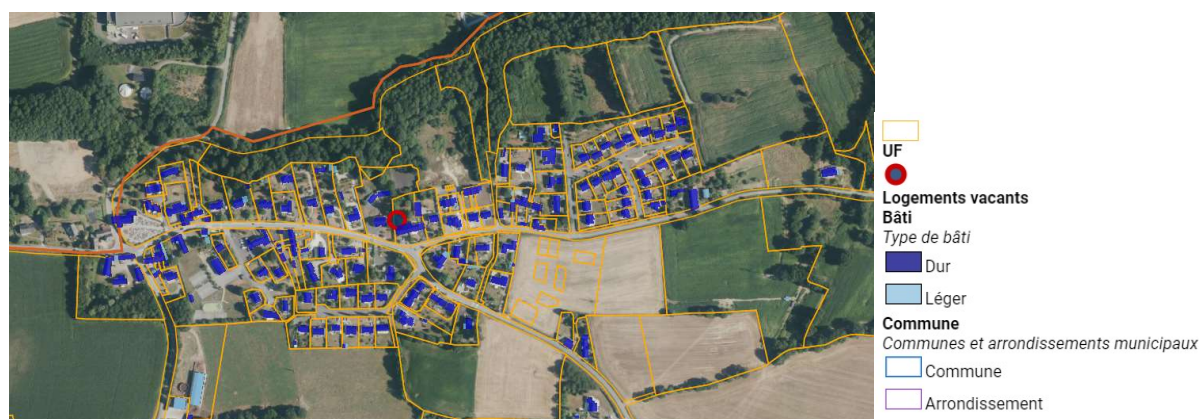 UF
Logements vacants
Bâti
Type de bâti
Dur
Léger
Commune
Communes et arrondissements municipaux
Commune
Arrondissement